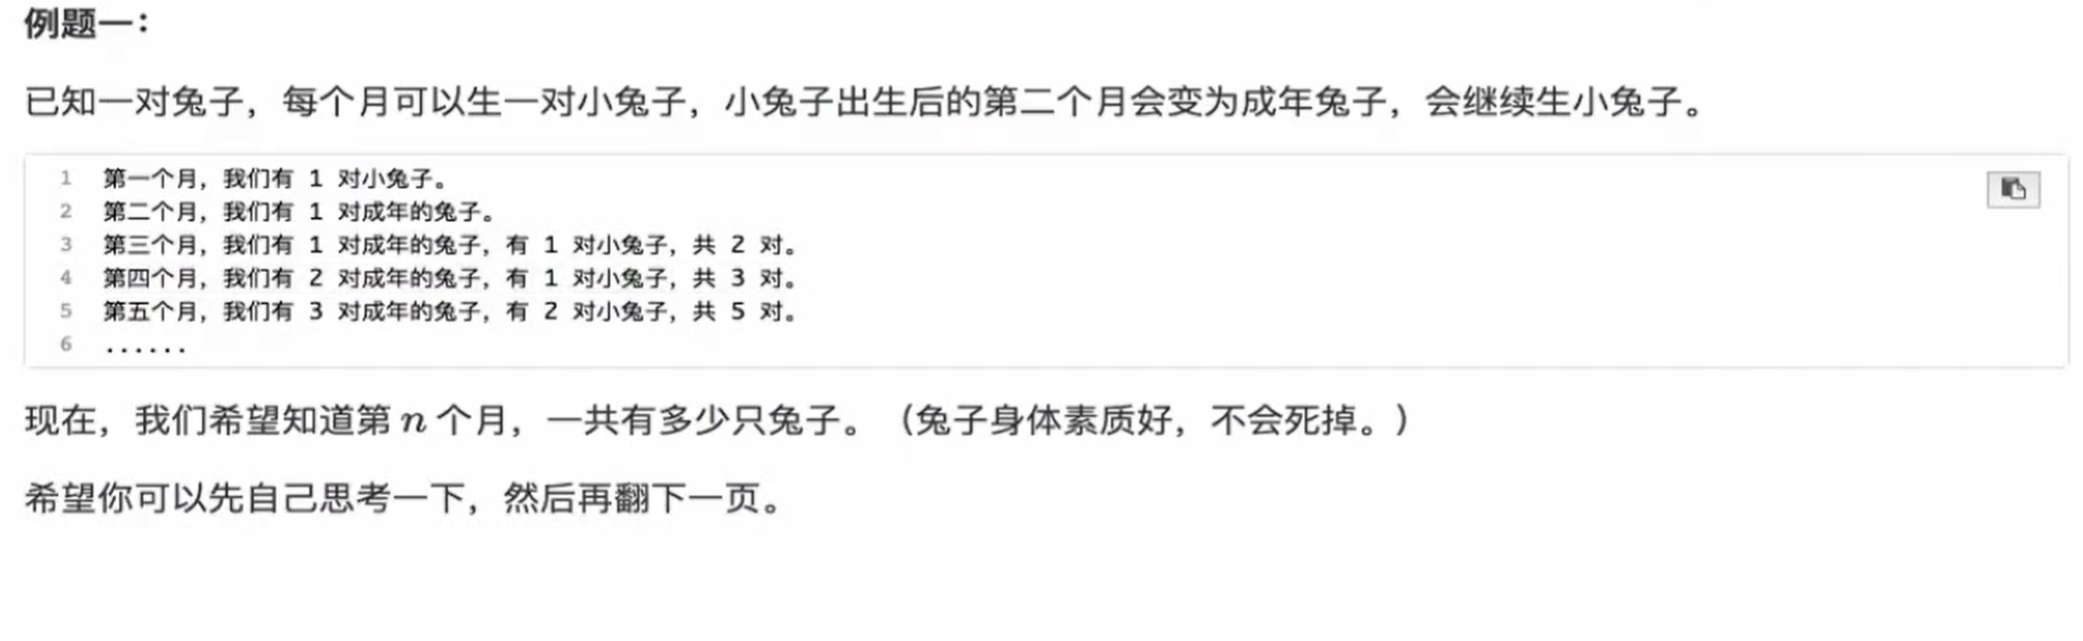 例题一：
已知一对兔子，每个月可以生一对小兔子，小兔子出生后的第二个月会变为成年兔子，会继续生小兔子。
1 第一个月，我们有 1 对小兔子。
2 第二个月，我们有 1 对成年的兔子。
3 第三个月，我们有 1 对成年的兔子，有 1 对小兔子，共 2 对。
4 第四个月，我们有 2 对成年的兔子，有 1 对小兔子，共 3 对。
5 第五个月，我们有 3 对成年的兔子，有 2 对小兔子，共 5 对。
6 ......
现在，我们希望知道第 n 个月，一共有多少只兔子。（兔子身体素质好，不会死掉。）
希望你可以先自己思考一下，然后再翻下一页。